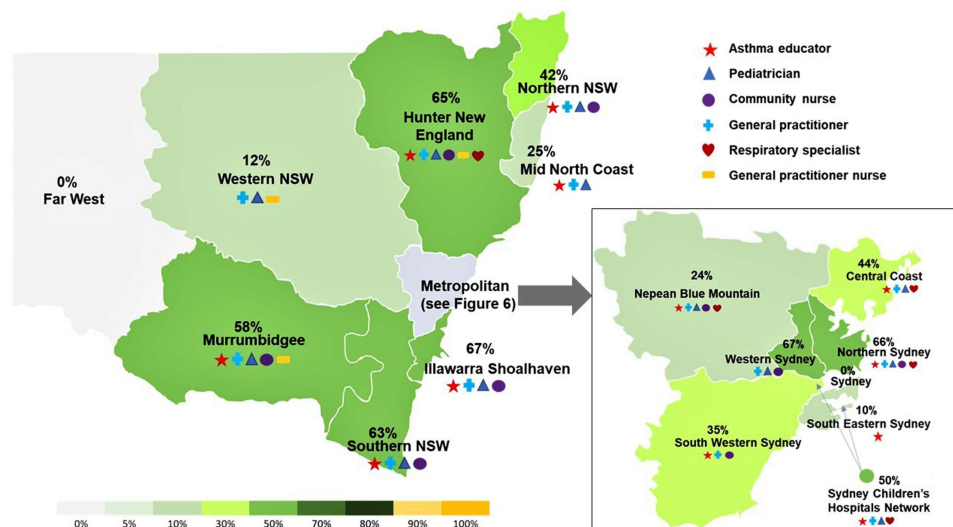 42%
Northern NSW
65%
Hunter New
England
25%
Mid North Coast
12%
Western NSW
0%
Far West
Metropolitan
(see Figure 6)
58%
Murrumbidgee
67%
Illawarra Shoalhaven
63%
Southern NSW
Asthma educator
Pediatrician
Community nurse
General practitioner
Respiratory specialist
General practitioner nurse
44%
Central Coast
24%
Nepean Blue Mountain
67%
Western Sydney
66%
Northern Sydney
0%
Sydney
10%
South Eastern Sydney
35%
South Western Sydney
50%
Sydney Children's
Hospitals Network
0% 5% 10% 30% 50% 70% 80% 90% 100%